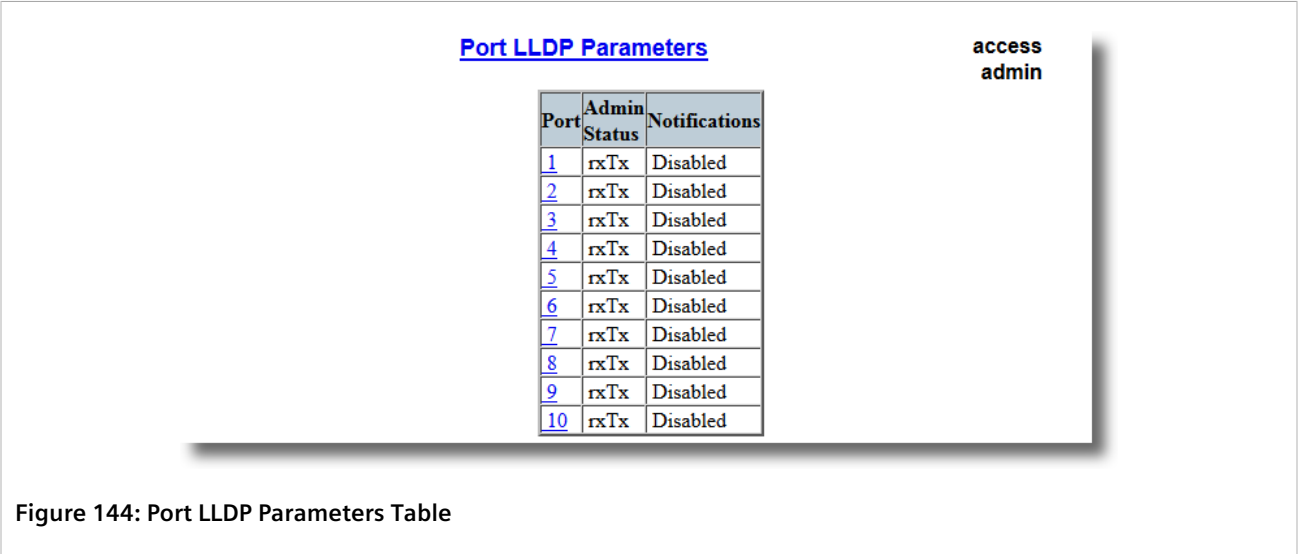 Port LLDP Parameters
access
admin
Port Admin Status Notifications
1 rxTx Disabled
2 rxTx Disabled
3 rxTx Disabled
4 rxTx Disabled
5 rxTx Disabled
6 rxTx Disabled
7 rxTx Disabled
8 rxTx Disabled
9 rxTx Disabled
10 rxTx Disabled
Figure 144: Port LLDP Parameters Table